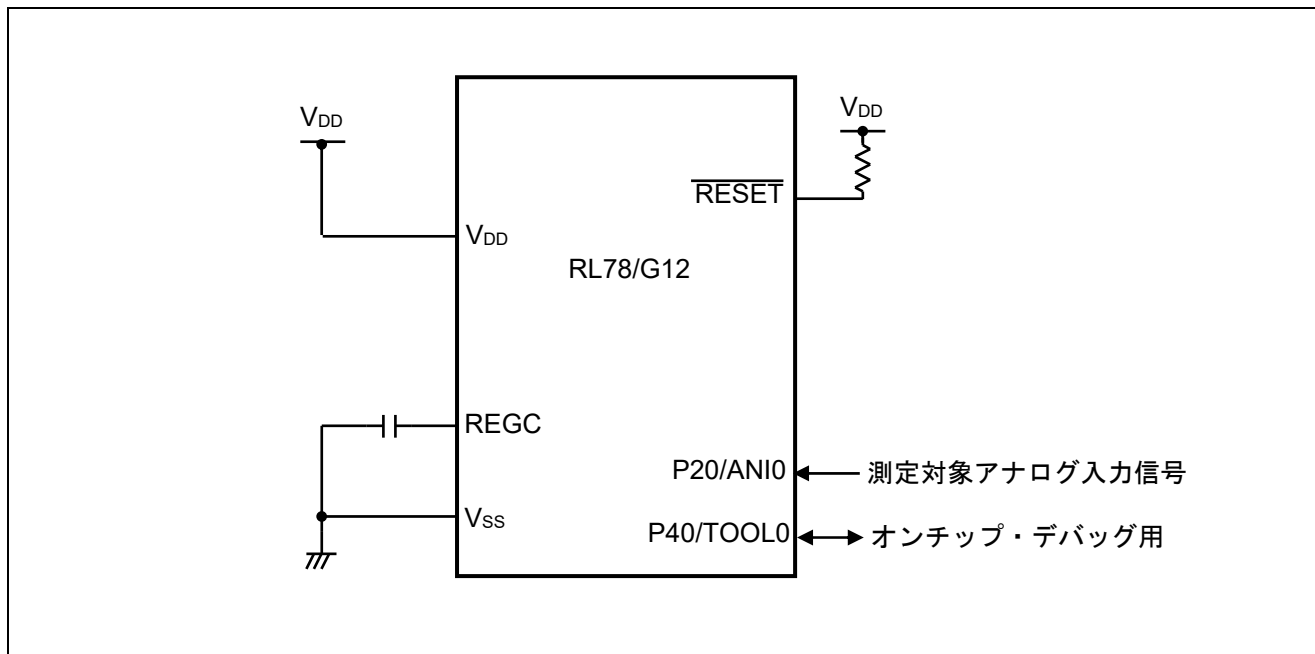 VDD
VDD
RESET
VDD
RL78/G12
REGC
P20/ANI0
測定対象アナログ入力信号
VSS
P40/TOOL0
オンチップ・デバッグ用